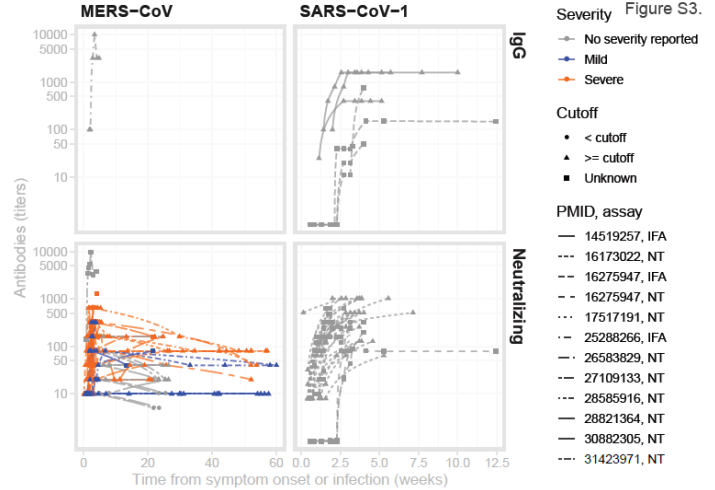 MERS−CoV
SARS−CoV−1
Figure S3.
Severity
No severity reported
Mild
Severe
Cutoff
< cutoff
>= cutoff
Unknown
PMID, assay
14519257, IFA
16173022, NT
16275947, IFA
16275947, NT
17517191, NT
25288266, IFA
26583829, NT
27109133, NT
28585916, NT
28821364, NT
30882305, NT
31423971, NT
IgG
Neutralizing
Antibodies (titers)
10000
5000
1000
500
100
50
10
10000
5000
1000
500
100
50
10
0 20 40 60
0.0 2.5 5.0 7.5 10.0 12.5
Time from symptom onset or infection (weeks)